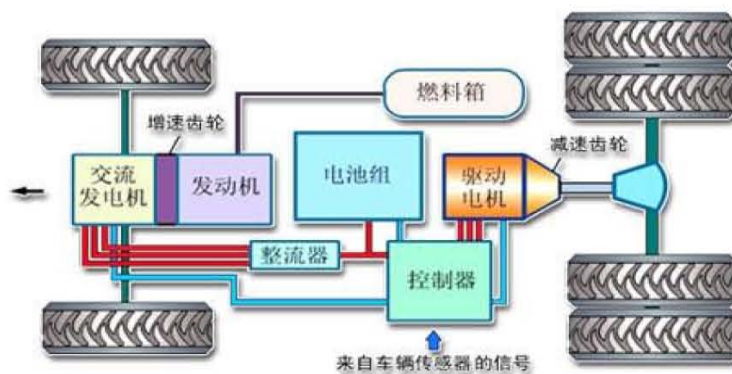 燃料箱
增速齿轮
减速齿轮
交流
发电机
发动机
电池组
驱动
电机
整流器
控制器
来自车辆传感器的信号